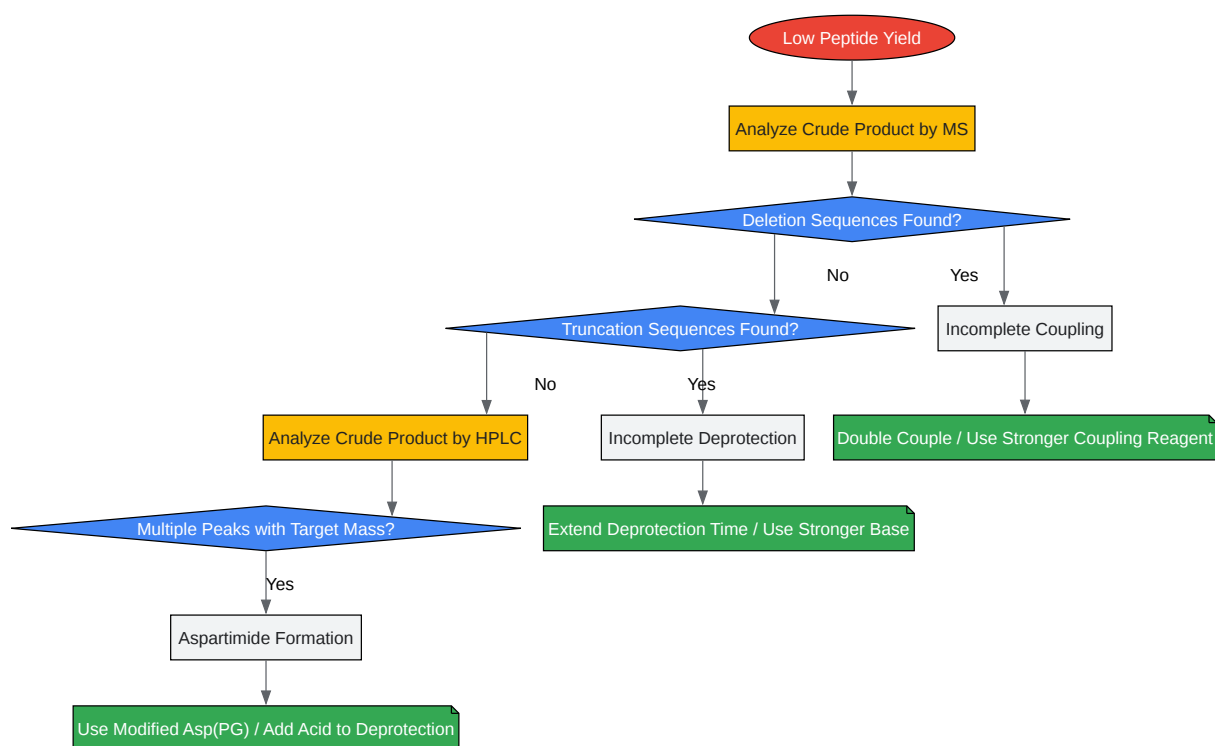 Low Peptide Yield
Analyze Crude Product by MS
Deletion Sequences Found?
No
Yes
Truncation Sequences Found?
Incomplete Coupling
No
Yes
Analyze Crude Product by HPLC
Incomplete Deprotection
Double Couple / Use Stronger Coupling Reagent
Multiple Peaks with Target Mass?
Extend Deprotection Time / Use Stronger Base
Yes
Aspartimide Formation
Use Modified Asp(PG) / Add Acid to Deprotection